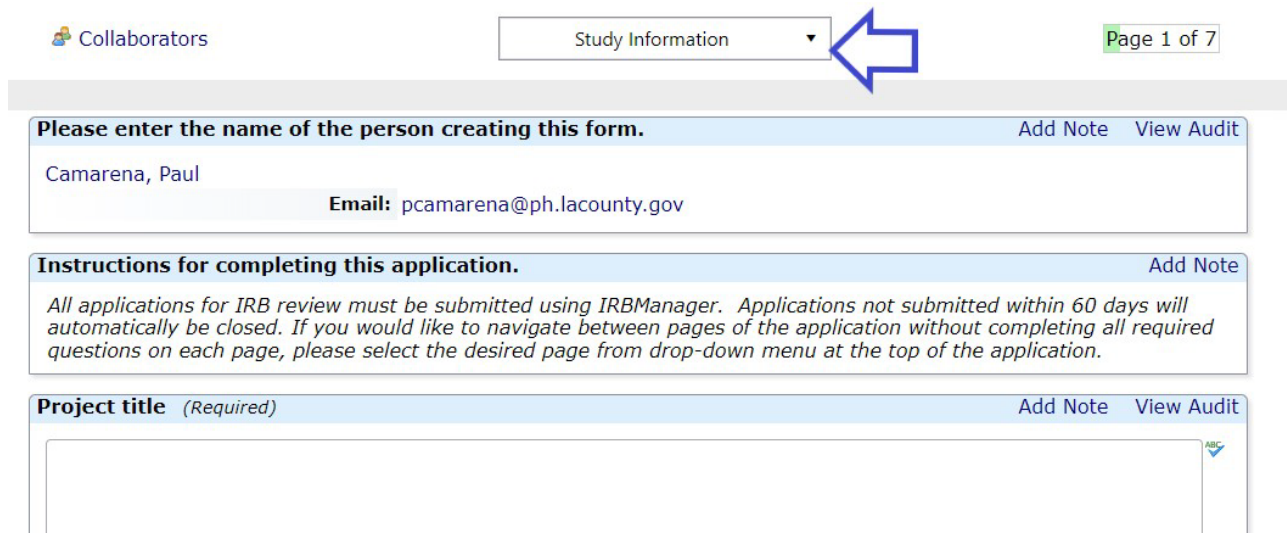 Collaborators
Study Information
Page 1 of 7
Please enter the name of the person creating this form.
Add Note View Audit
Camarena, Paul
Email: pcamarena@ph.lacounty.gov
Instructions for completing this application.
Add Note
All applications for IRB review must be submitted using IRBManager. Applications not submitted within 60 days will
automatically be closed. If you would like to navigate between pages of the application without completing all required
questions on each page, please select the desired page from drop-down menu at the top of the application.
Project title (Required)
Add Note View Audit
ABC